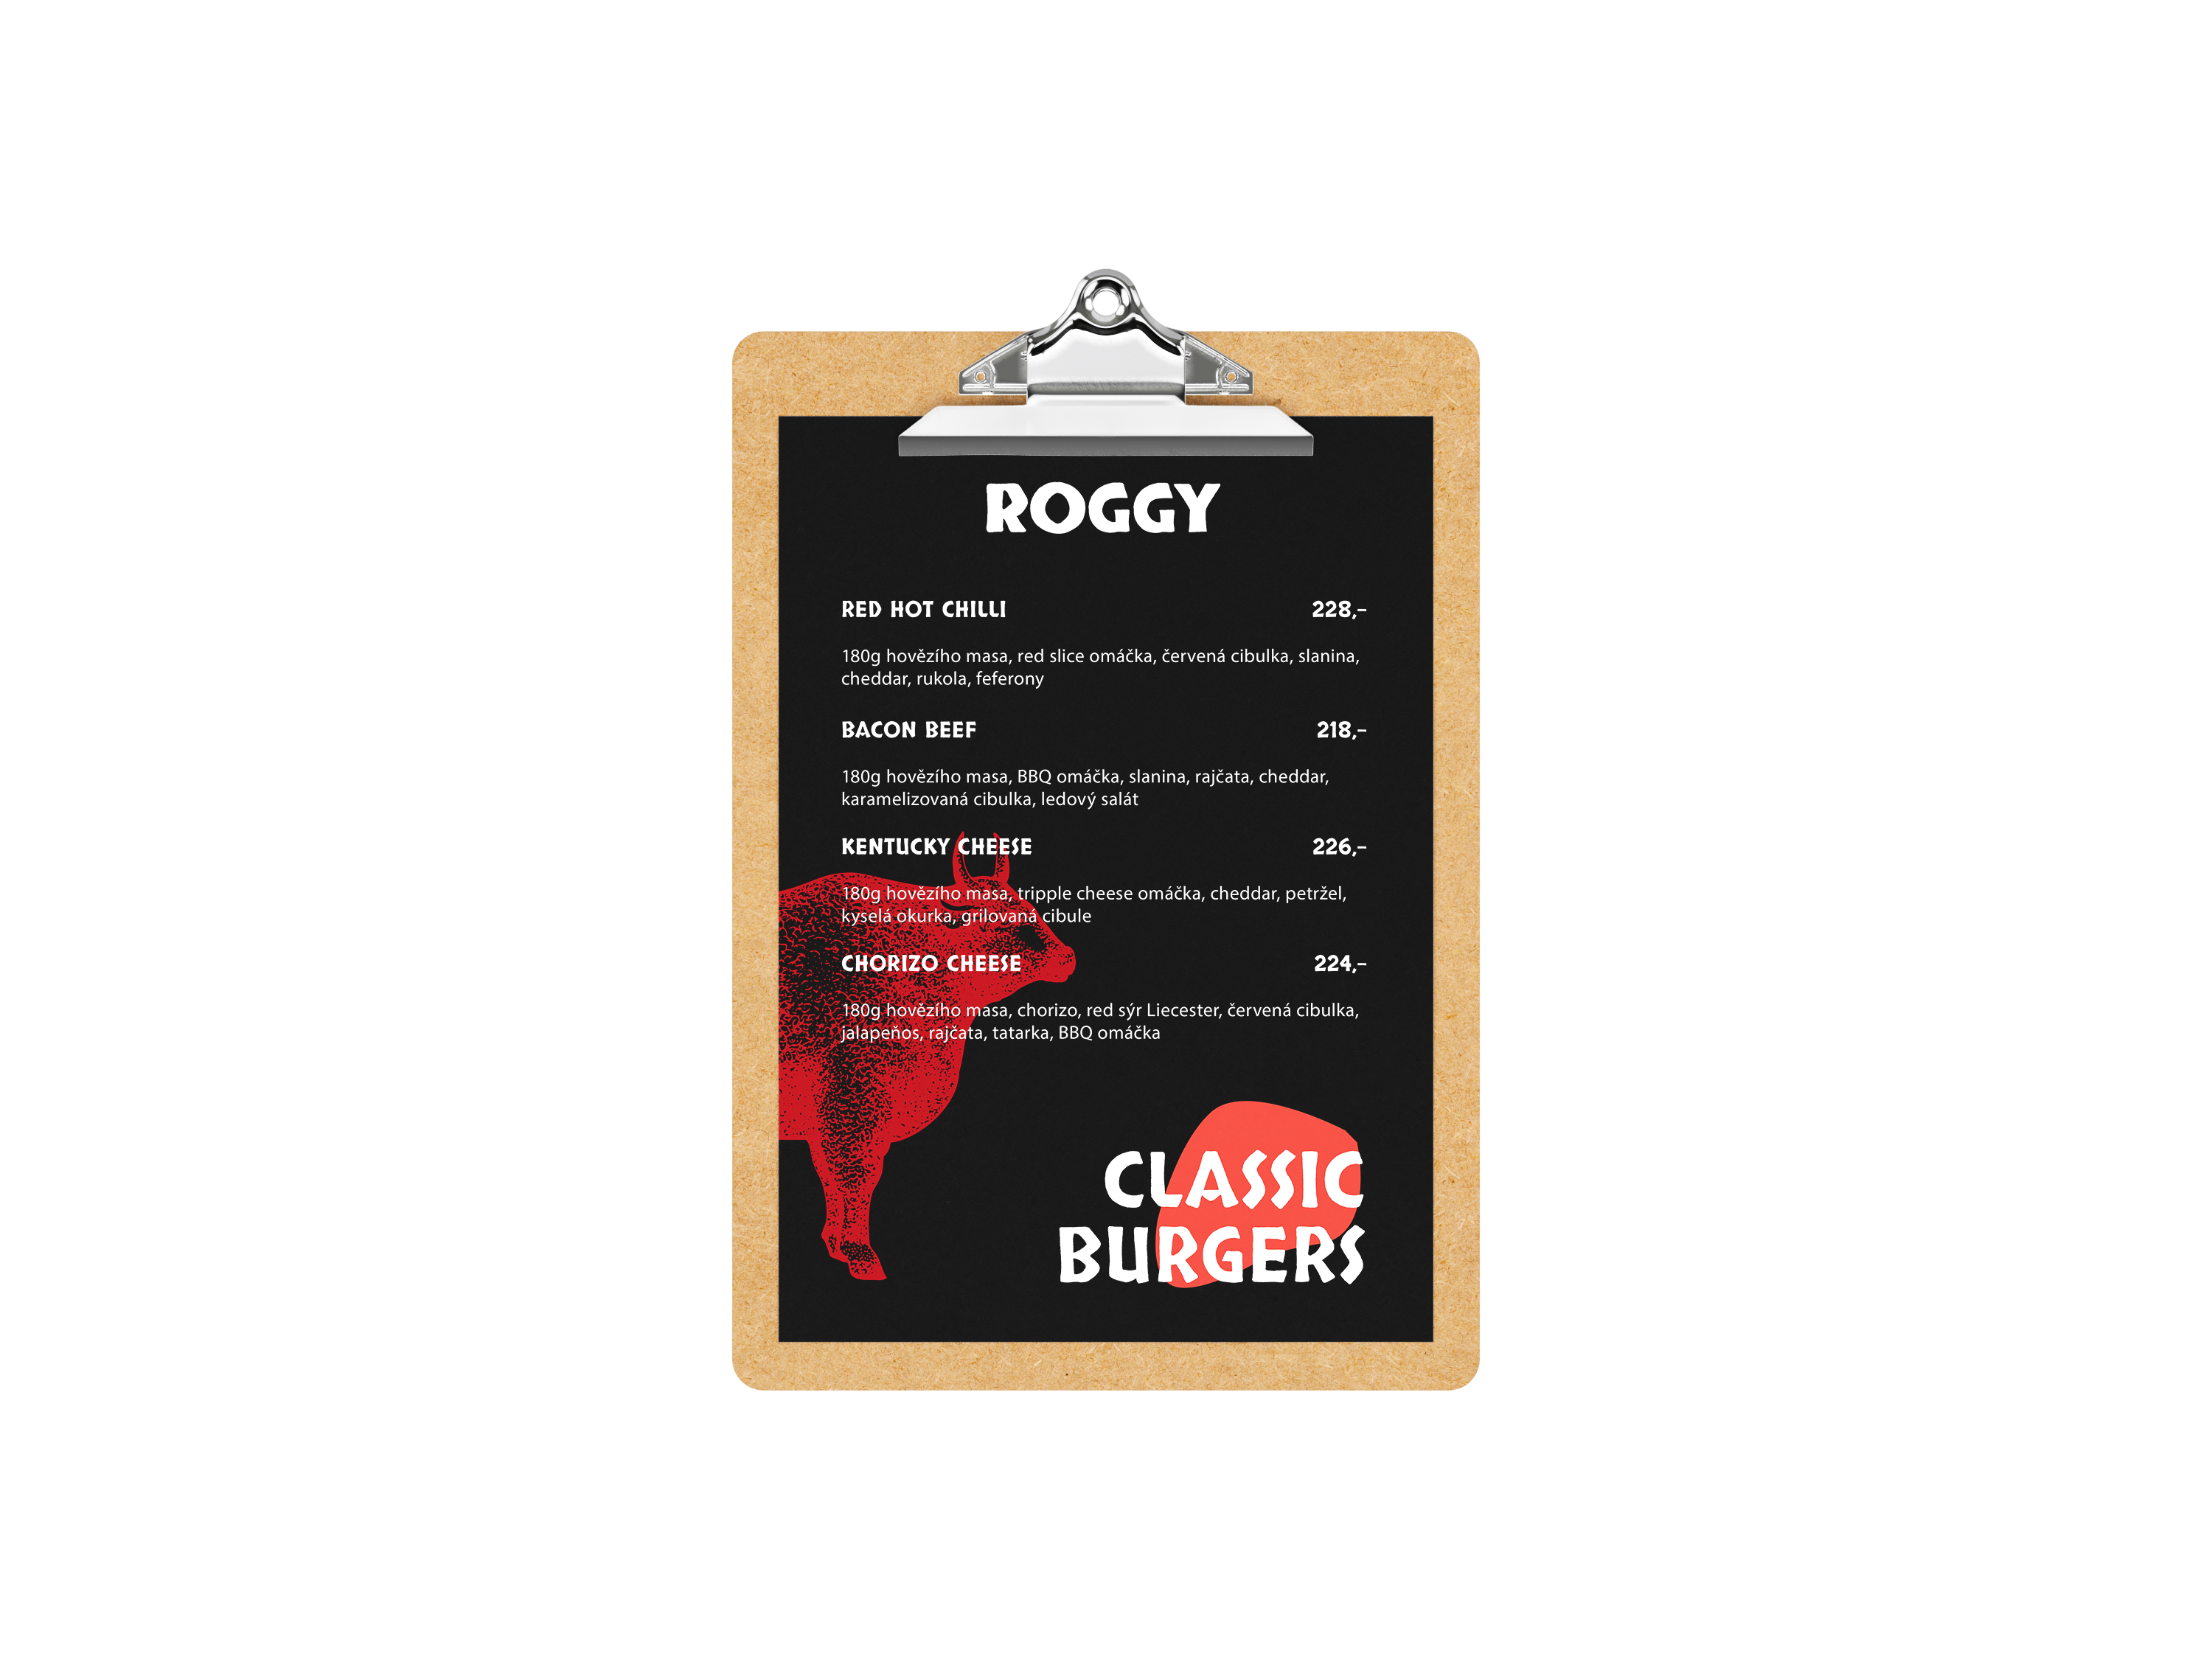 ROGGY
RED HOT CHILLI 228,-
180g hovězího masa, red slice omáčka, červená cibulka, slanina,
cheddar, rukola, feferony
BACON BEEF 218,-
180g hovězího masa, BBQ omáčka, slanina, rajčata, cheddar,
karamelizovaná cibulka, ledový salát
KENTUCKY CHEESE 226,-
180g hovězího masa, tripple cheese omáčka, cheddar, petržel,
kyselá okurka, grilovaná cibule
CHORIZO CHEESE 224,-
180g hovězího masa, chorizo, red sýr Liecester, červená cibulka,
jalapeňos, rajčata, tatarka, BBQ omáčka
CLASSIC
BURGERS